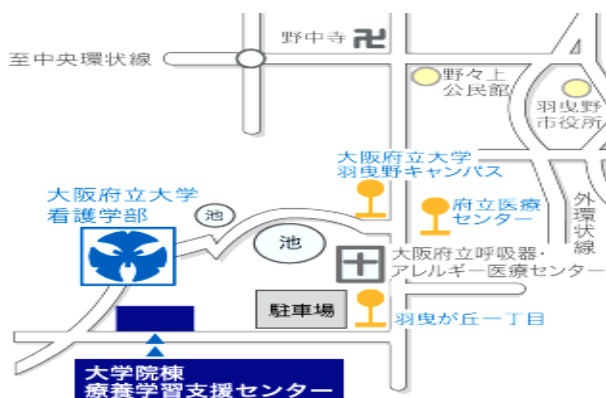 野中寺 卍
至中央環状線
野々上
公民館
羽曳野
市役所
大阪府立大学
羽曳野キャンパス
大阪府立大学
看護学部
池
府立医療
センター
外環状線
池
大阪府立呼吸器・
アレルギー医療センター
駐車場
羽曳が丘一丁目
大学院棟
療養学習支援センター